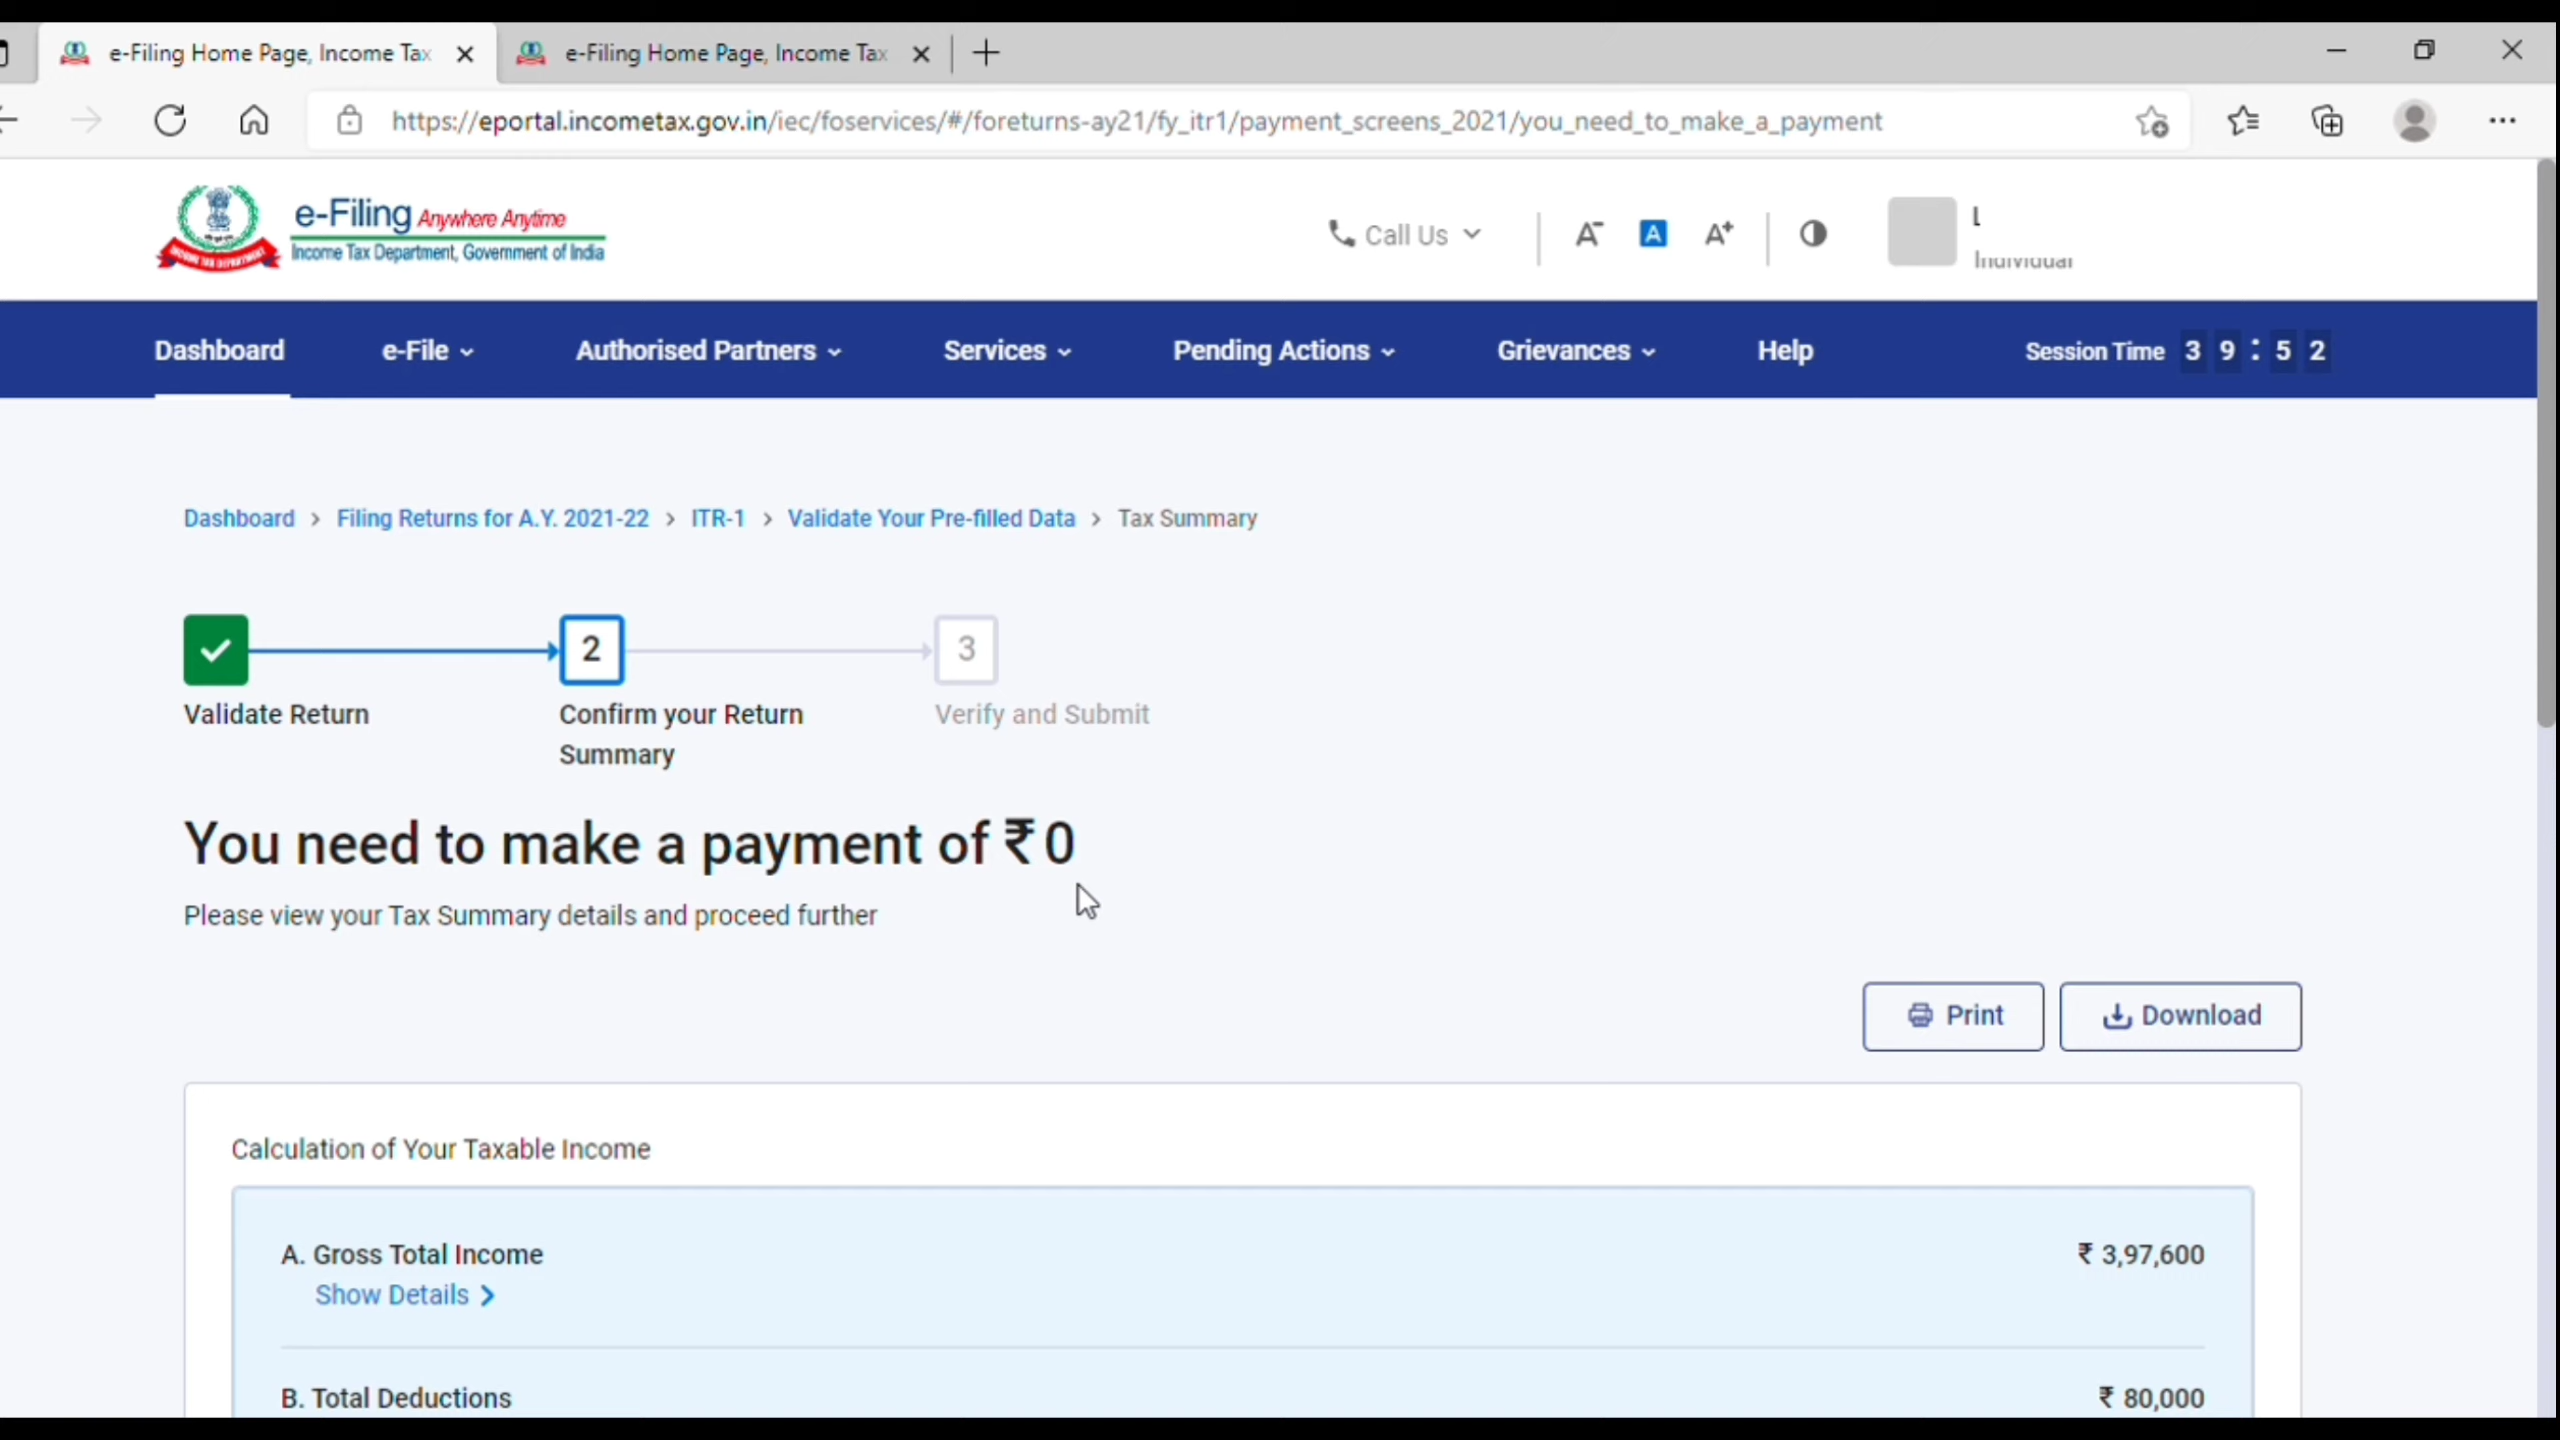 e-Filing Home Page, Income Tax
e-Filing Home Page, Income Tax
https://eportal.incometax.gov.in/iec/foservices/#/foreturns-ay21/fy_itr1/payment_screens_2021/you_need_to_make_a_payment
e-Filing Anywhere Anytime
Income Tax Department, Government of India
INCOME TAX DEPARTMENT
Call Us
A- A A+
L
Individual
Dashboard e-File Authorised Partners Services Pending Actions Grievances Help Session Time 39:52
Dashboard > Filing Returns for A.Y. 2021-22 > ITR-1 > Validate Your Pre-filled Data > Tax Summary
2 3
Validate Return Confirm your Return Verify and Submit
Summary
You need to make a payment of ₹ 0
Please view your Tax Summary details and proceed further
Print Download
Calculation of Your Taxable Income
A. Gross Total Income ₹ 3,97,600
Show Details >
B. Total Deductions ₹ 80,000